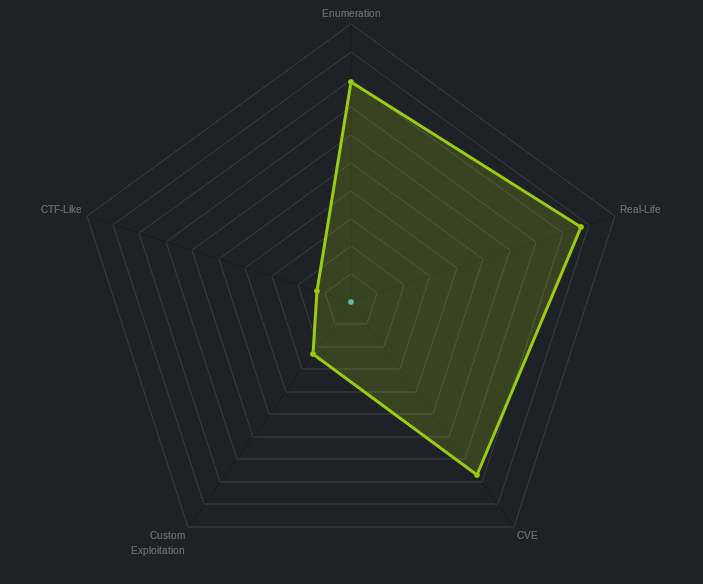 Enumeration
CTF-Like
Real-Life
Custom
Exploitation
CVE